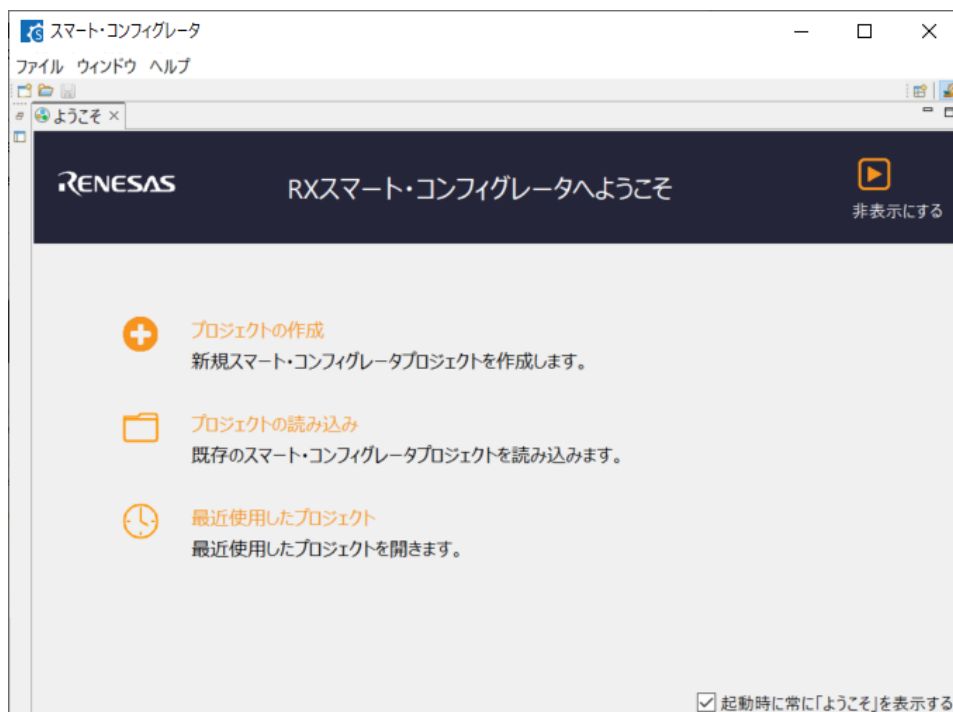 スマート・コンフィグレータ
ファイル ウィンドウ ヘルプ
ようこそ
RENESAS
RXスマート・コンフィグレータへようこそ
非表示にする
プロジェクトの作成
新規スマート・コンフィグレータプロジェクトを作成します。
プロジェクトの読み込み
既存のスマート・コンフィグレータプロジェクトを読み込みます。
最近使用したプロジェクト
最近使用したプロジェクトを開きます。
起動時に常に「ようこそ」を表示する